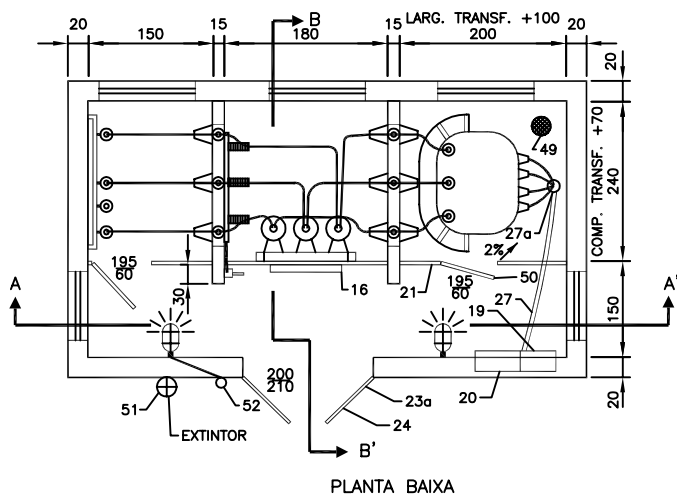 B
LARG. TRANSF. +100
20
150
15
180
15
200
20
20
COMP. TRANSF. +70
240
49
27a
2%
50
195
60
195
60
16
21
30
A
A'
27
19
150
200
210
20
20
51
52
EXTINTOR
23a
24
B'
PLANTA BAIXA